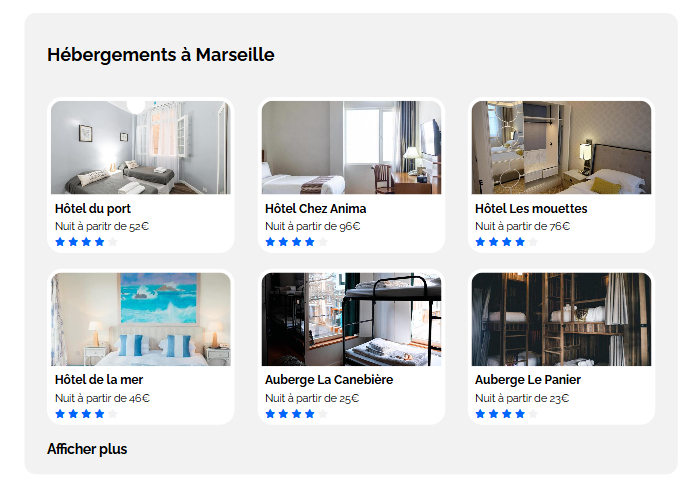 Hébergements à Marseille
Hôtel du port
Nuit à paritr de 52€
Hôtel Chez Anima
Nuit à partir de 96€
Hôtel Les mouettes
Nuit à partir de 76€
Hôtel de la mer
Nuit à partir de 46€
Auberge La Canebière
Nuit à partir de 25€
Auberge Le Panier
Nuit à partir de 23€
Afficher plus